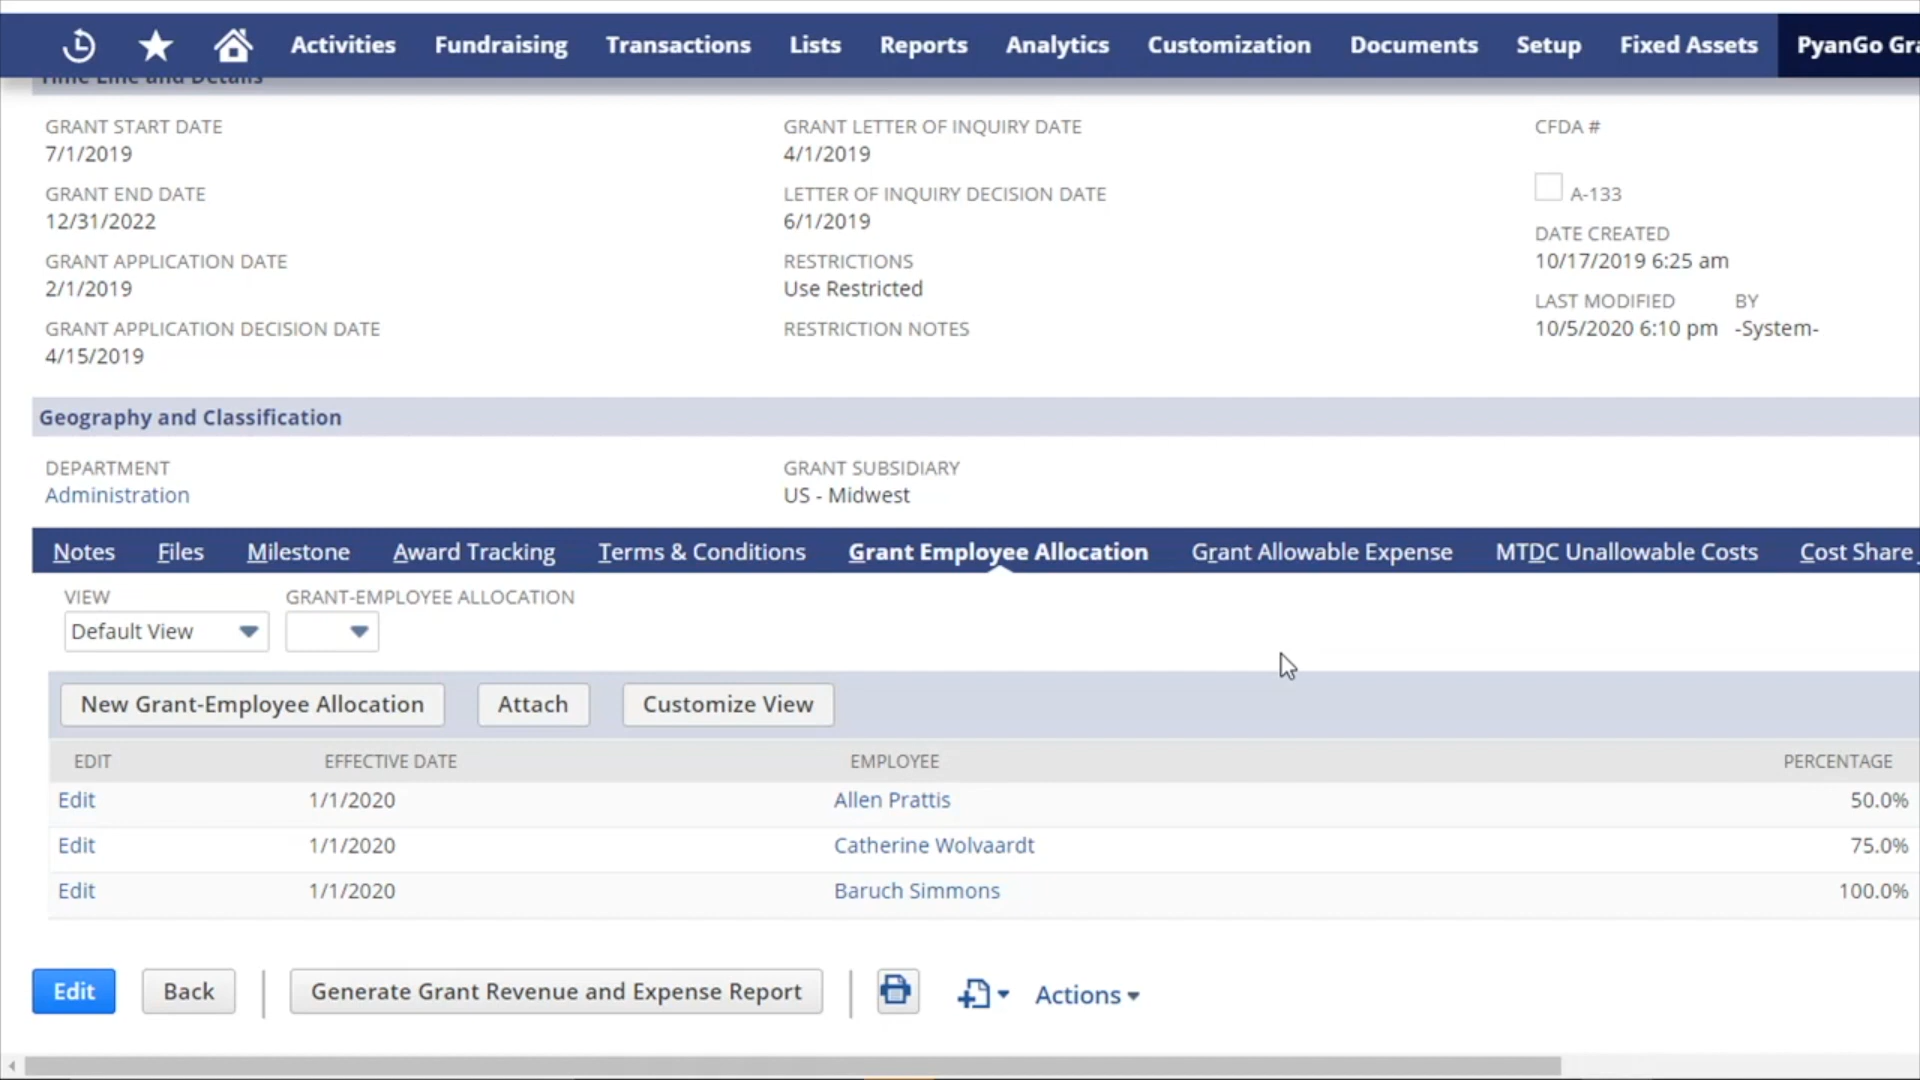 Activities Fundraising Transactions Lists Reports Analytics Customization Documents Setup Fixed Assets PyanGo Gra
Time Line and Details
GRANT START DATE GRANT LETTER OF INQUIRY DATE CFDA #
7/1/2019 4/1/2019
GRANT END DATE LETTER OF INQUIRY DECISION DATE A-133
12/31/2022 6/1/2019
DATE CREATED
GRANT APPLICATION DATE RESTRICTIONS 10/17/2019 6:25 am
2/1/2019 Use Restricted
LAST MODIFIED BY
GRANT APPLICATION DECISION DATE RESTRICTION NOTES 10/5/2020 6:10 pm -System-
4/15/2019
Geography and Classification
DEPARTMENT GRANT SUBSIDIARY
Administration US - Midwest
Notes Files Milestone Award Tracking Terms & Conditions Grant Employee Allocation Grant Allowable Expense MTDC Unallowable Costs Cost Share
VIEW GRANT-EMPLOYEE ALLOCATION
Default View
New Grant-Employee Allocation Attach Customize View
EDIT EFFECTIVE DATE EMPLOYEE PERCENTAGE
Edit 1/1/2020 Allen Prattis 50.0%
Edit 1/1/2020 Catherine Wolvaardt 75.0%
Edit 1/1/2020 Baruch Simmons 100.0%
Edit Back Generate Grant Revenue and Expense Report Actions